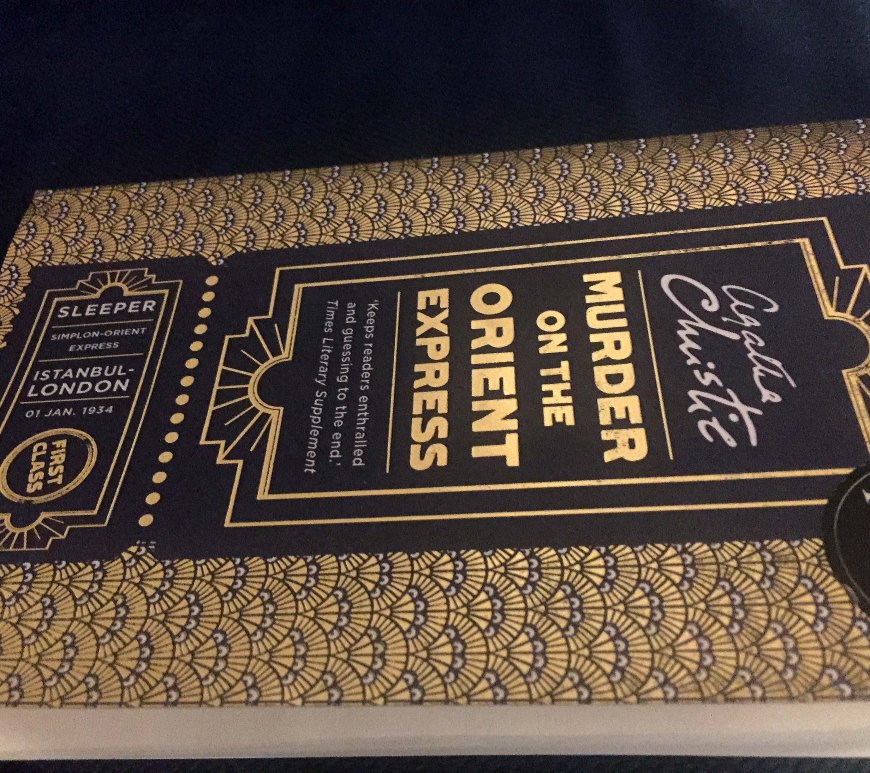 Agatha
Christie
MURDER
ON THE
ORIENT
EXPRESS
'Keeps readers enthralled
and guessing to the end.'
Times Literary Supplement
SLEEPER
SIMPLON-ORIENT
EXPRESS
ISTANBUL-
LONDON
01 JAN. 1934
FIRST
CLASS